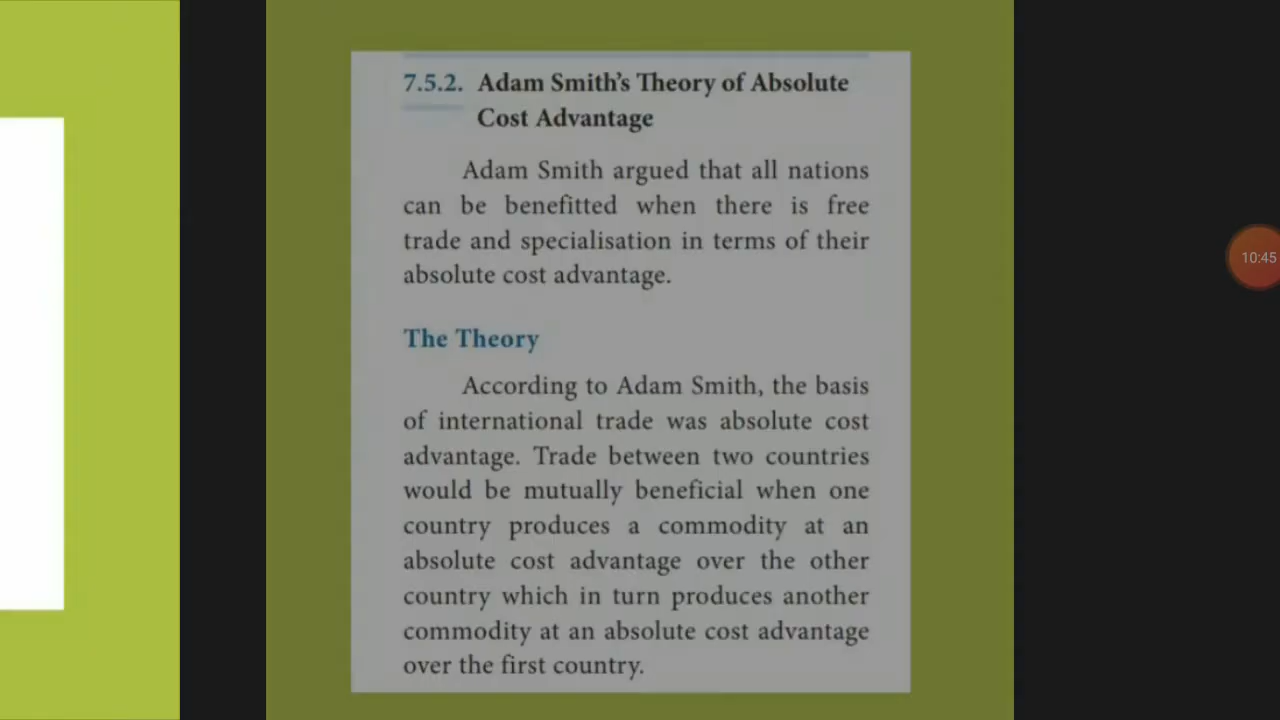 7.5.2. Adam Smith's Theory of Absolute
Cost Advantage
Adam Smith argued that all nations
can be benefitted when there is free
trade and specialisation in terms of their
absolute cost advantage.
The Theory
According to Adam Smith, the basis
of international trade was absolute cost
advantage. Trade between two countries
would be mutually beneficial when one
country produces a commodity at an
absolute cost advantage over the other
country which in turn produces another
commodity at an absolute cost advantage
over the first country.
10:45